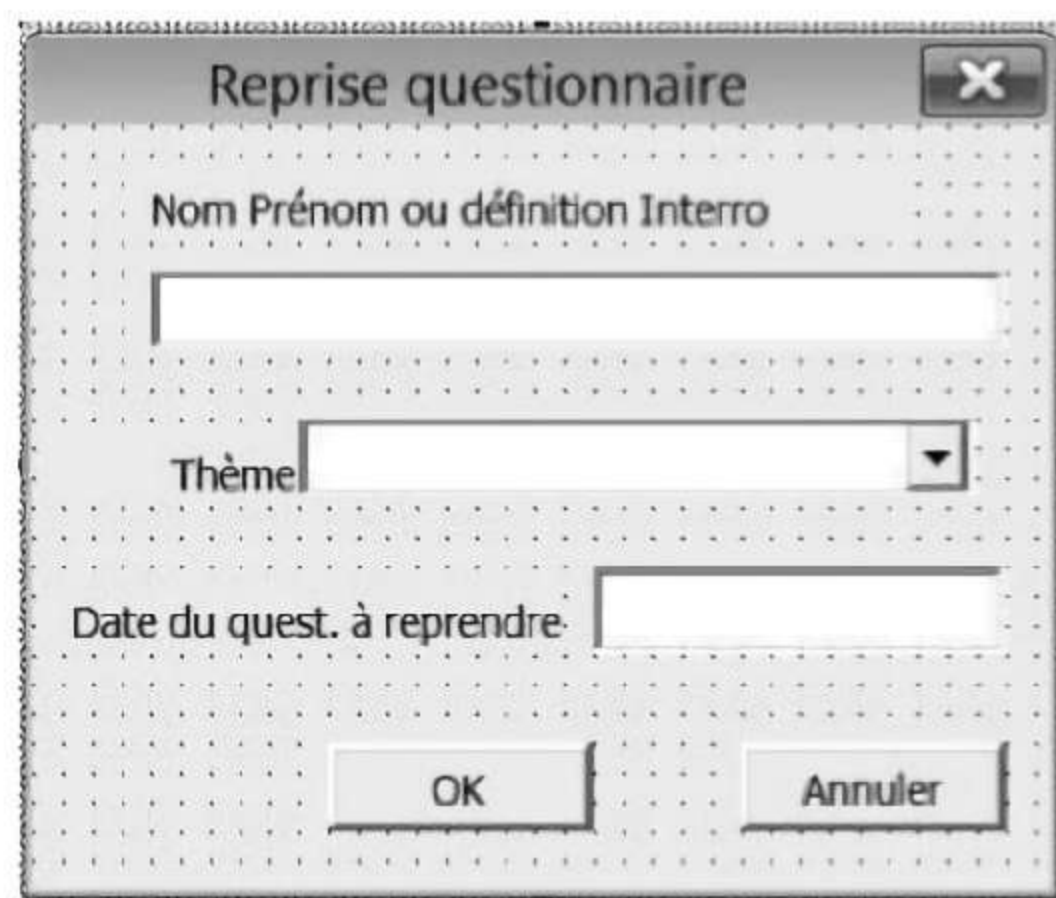 Reprise questionnaire
Nom Prénom ou définition Interro
Thème
Date du quest. à reprendre
OK
Annuler